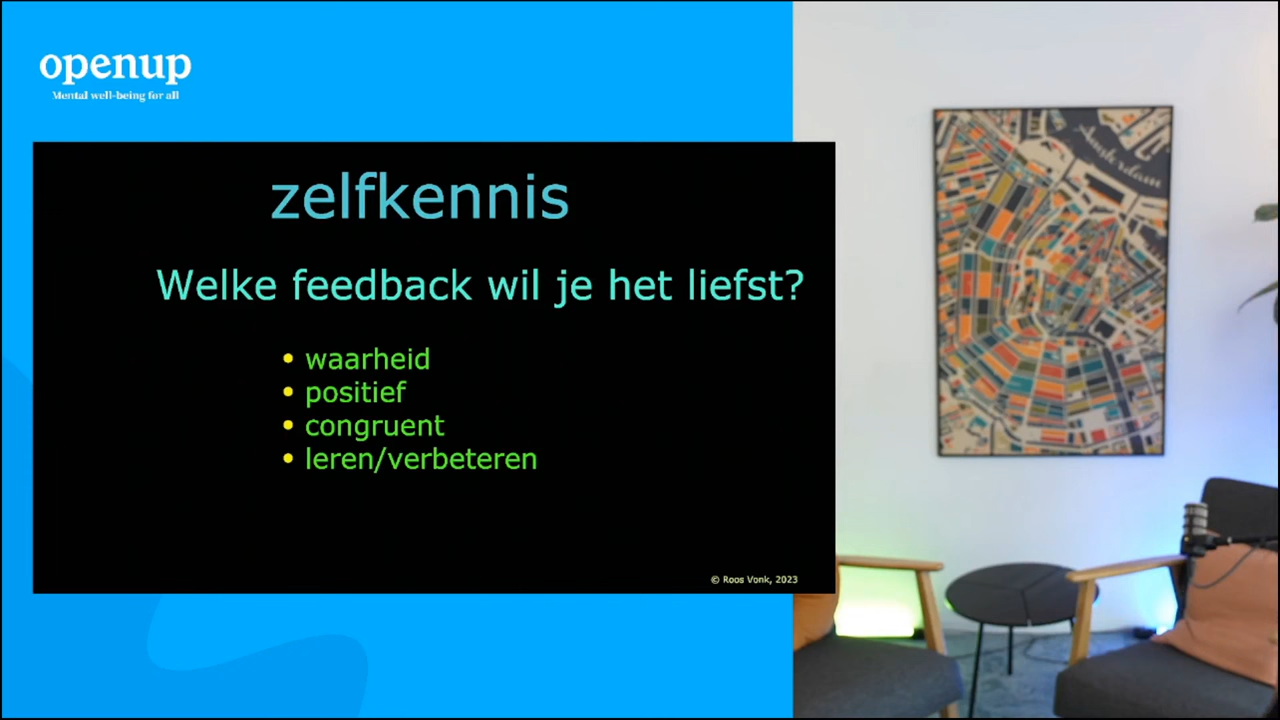 openup
Mental well-being for all
zelfkennis
Welke feedback wil je het liefst?
• waarheid
• positief
• congruent
• leren/verbeteren
© Roos Vonk, 2023
Amsterdam